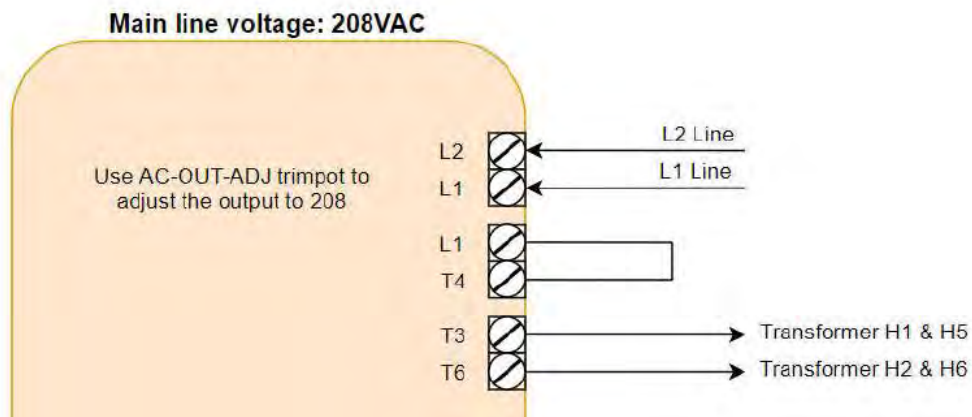 Main line voltage: 208VAC
L2 Line
L2
Use AC-OUT-ADJ trimpot to
adjust the output to 208
L1 Line
L1
L1
T4
T3
Transformer H1 & H5
T6
Transformer H2 & H6